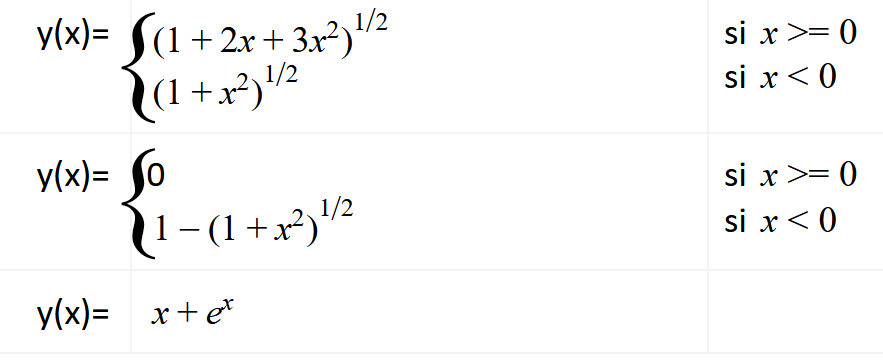 y(x)= { (1 + 2x + 3x²)^1/2 si x >= 0
(1 + x²)^1/2 si x < 0
y(x)= { 0 si x >= 0
1 − (1 + x²)^1/2 si x < 0
y(x)= x + eˣ